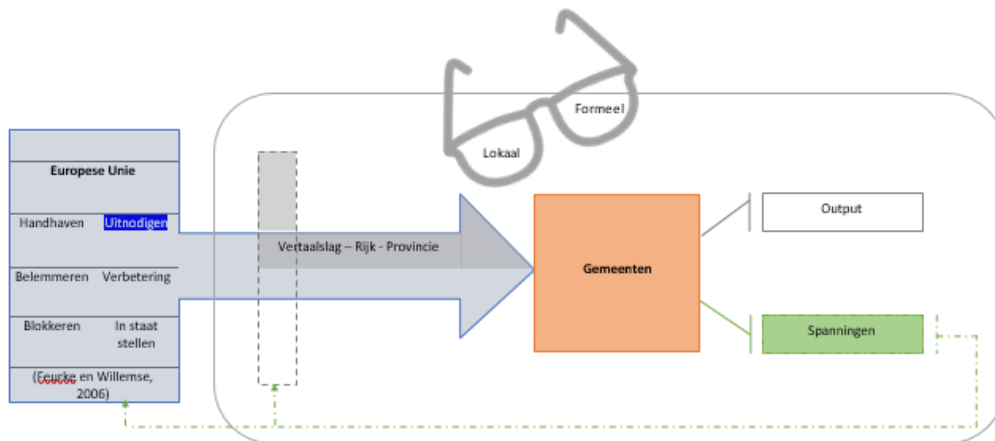 Formeel
Lokaal
Europese Unie
Handhaven Uitnodigen
Belemmeren Verbetering
Blokkeren In staat
stellen
(Feurcke en Willemse,
2006)
Vertaalslag – Rijk - Provincie
Gemeenten
Output
Spanningen